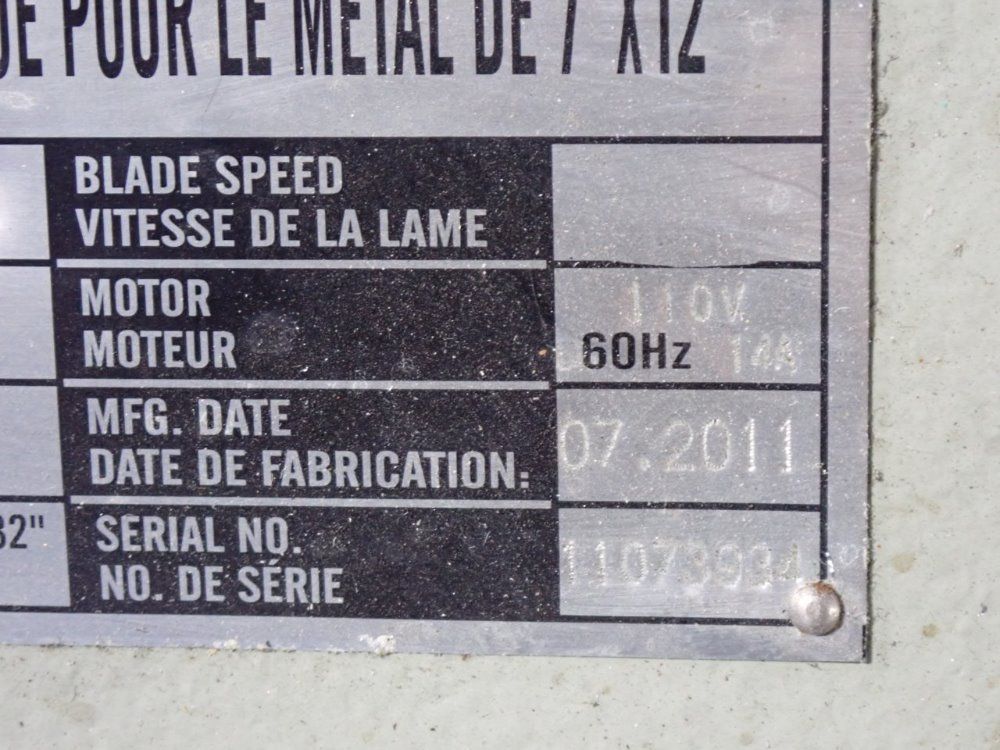 POUR LE METAL DE 7 X12
BLADE SPEED
VITESSE DE LA LAME
MOTOR
MOTEUR
110V
60Hz 14A
MFG. DATE
DATE DE FABRICATION:
07.2011
32"
SERIAL NO.
NO. DE SÉRIE